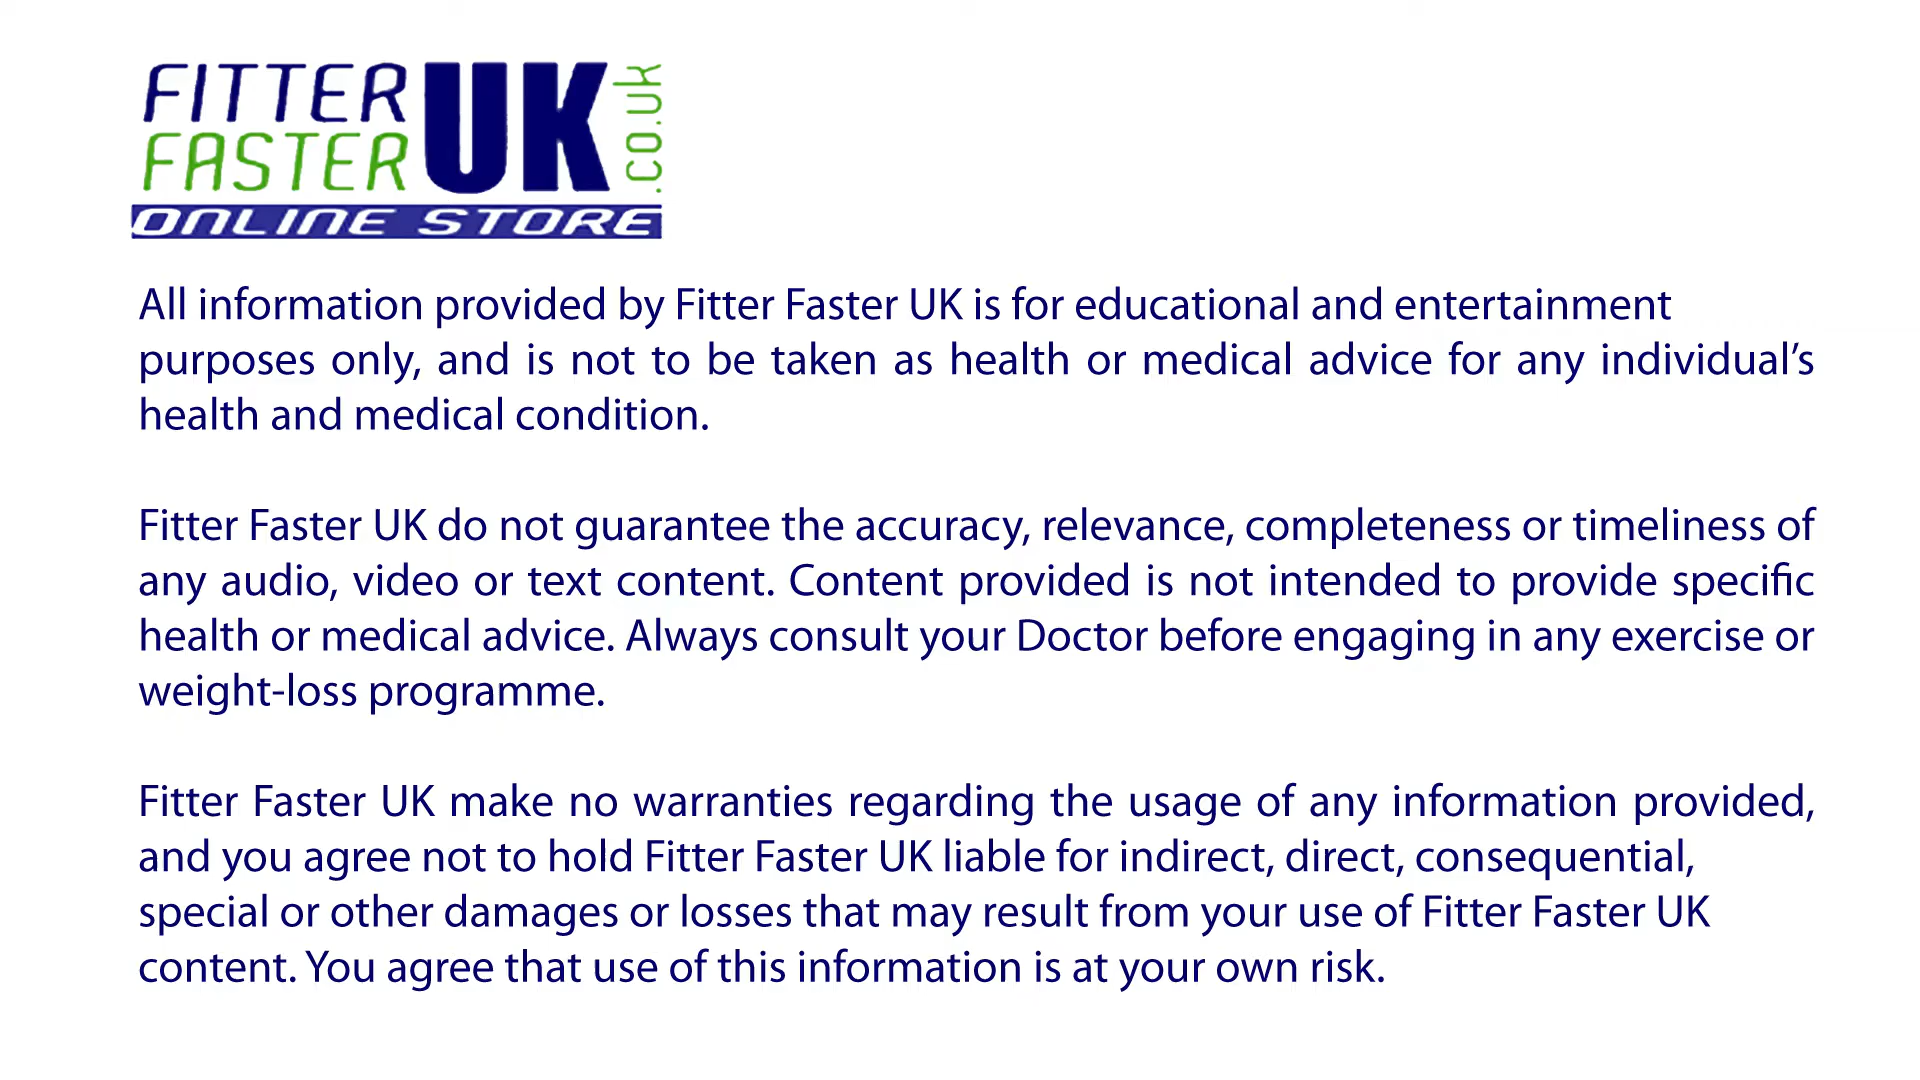 FITTER
FASTER
UK
.co.uk
ONLINE STORE
All information provided by Fitter Faster UK is for educational and entertainment
purposes only, and is not to be taken as health or medical advice for any individual’s
health and medical condition.
Fitter Faster UK do not guarantee the accuracy, relevance, completeness or timeliness of
any audio, video or text content. Content provided is not intended to provide specific
health or medical advice. Always consult your Doctor before engaging in any exercise or
weight-loss programme.
Fitter Faster UK make no warranties regarding the usage of any information provided,
and you agree not to hold Fitter Faster UK liable for indirect, direct, consequential,
special or other damages or losses that may result from your use of Fitter Faster UK
content. You agree that use of this information is at your own risk.